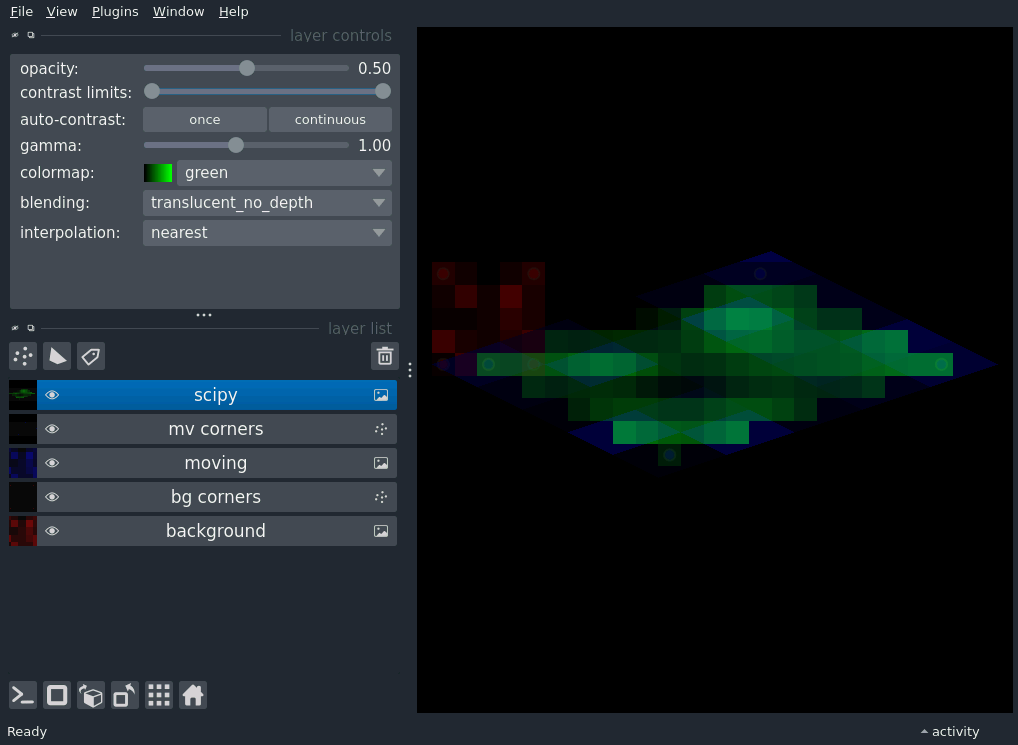 File View Plugins Window Help
layer controls
opacity: 0.50
contrast limits:
auto-contrast: once continuous
gamma: 1.00
colormap: green
blending: translucent_no_depth
interpolation: nearest
layer list
scipy
mv corners
moving
bg corners
background
Ready activity